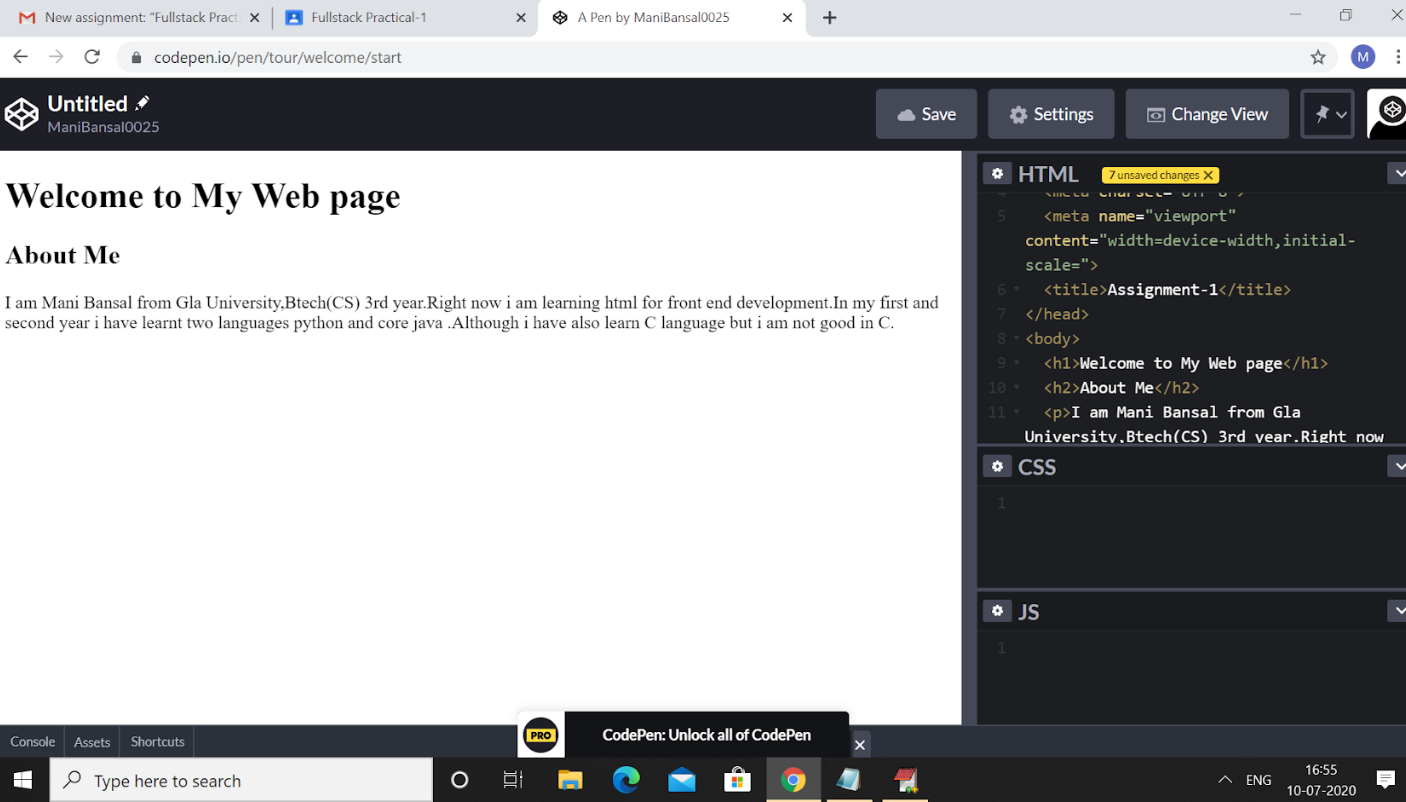 New assignment: "Fullstack Pract
Fullstack Practical-1
A Pen by ManiBansal0025
codepen.io/pen/tour/welcome/start
M
Untitled
ManiBansal0025
Save
Settings
Change View
Welcome to My Web page
About Me
I am Mani Bansal from Gla University,Btech(CS) 3rd year.Right now i am learning html for front end development.In my first and
second year i have learnt two languages python and core java .Although i have also learn C language but i am not good in C.
HTML
7 unsaved changes
4 <meta charset="UTF-8">
5 <meta name="viewport"
content="width=device-width,initial-
scale=">
6 <title>Assignment-1</title>
7 </head>
8 <body>
9 <h1>Welcome to My Web page</h1>
10 <h2>About Me</h2>
11 <p>I am Mani Bansal from Gla
University,Btech(CS) 3rd year.Right now
CSS
1
JS
1
Console
Assets
Shortcuts
PRO
CodePen: Unlock all of CodePen
Type here to search
ENG
16:55
10-07-2020